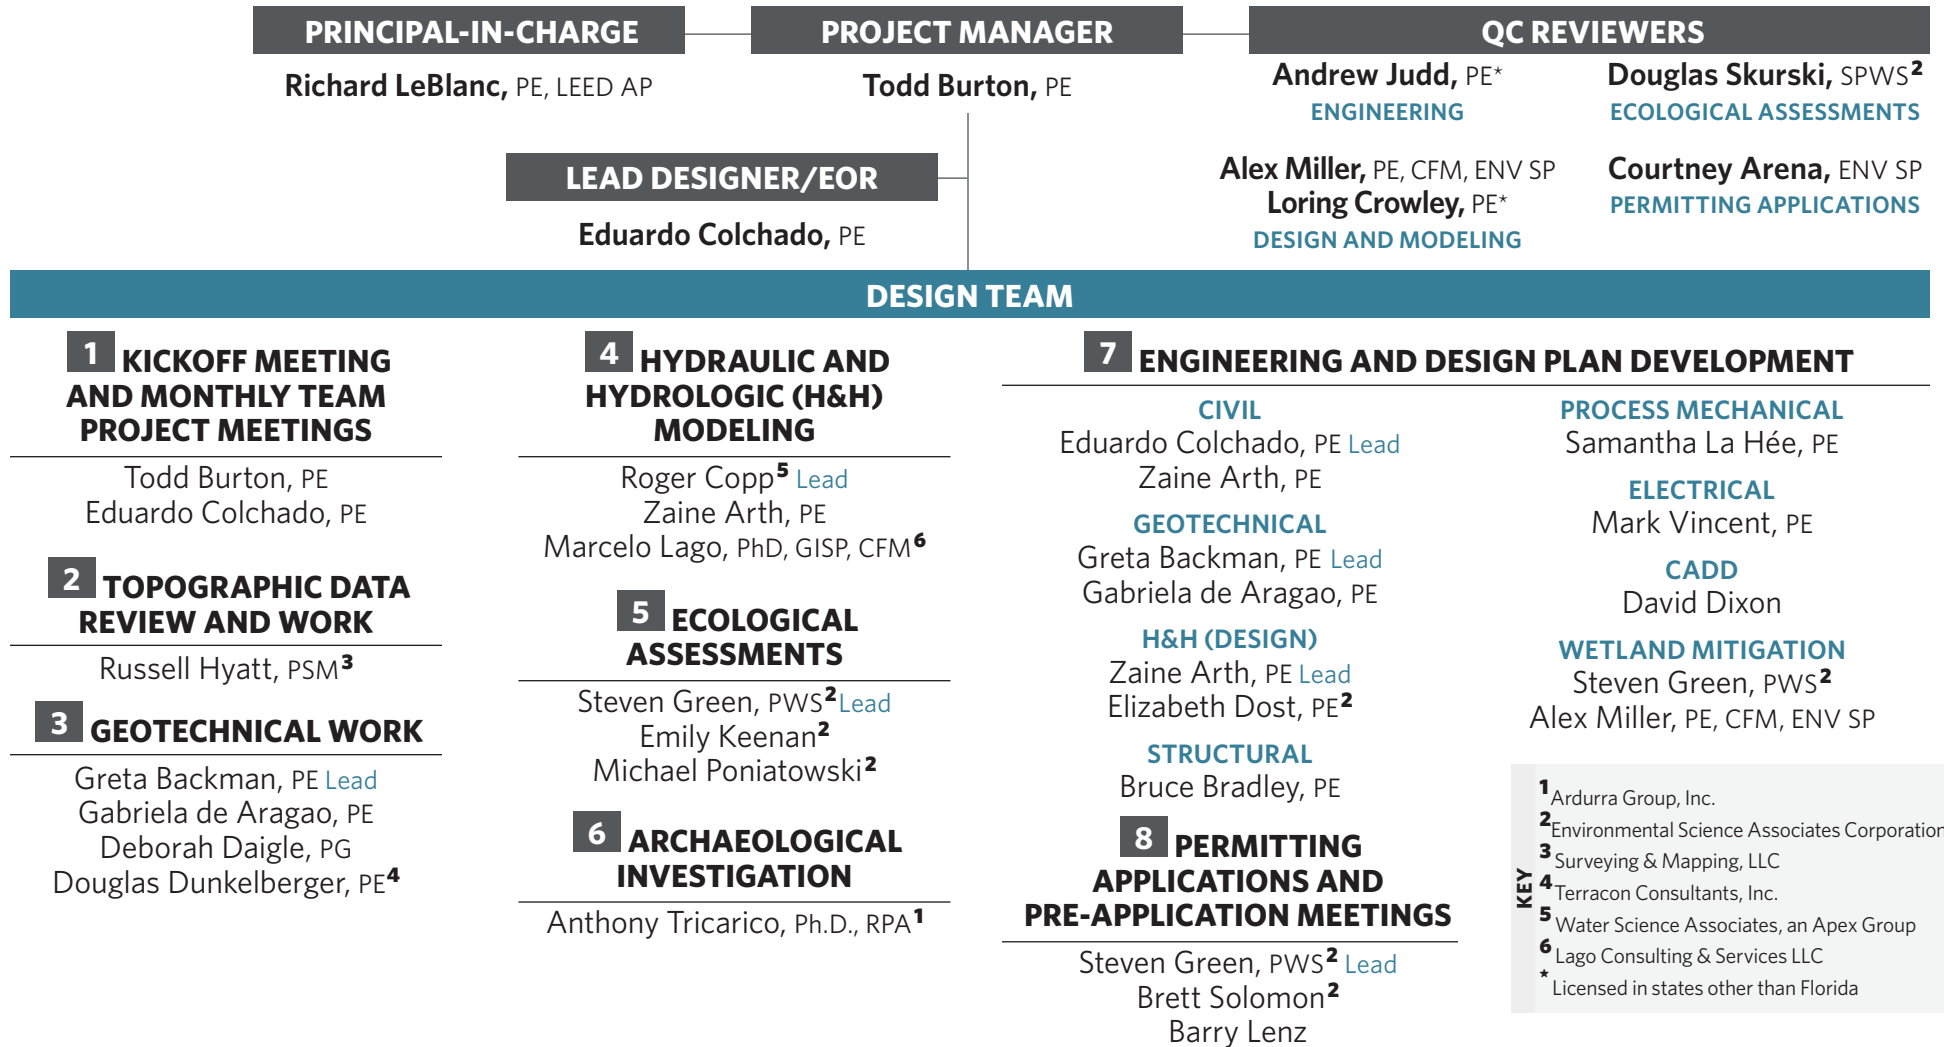 PRINCIPAL-IN-CHARGE
Richard LeBlanc, PE, LEED AP
PROJECT MANAGER
Todd Burton, PE
LEAD DESIGNER/EOR
Eduardo Colchado, PE
QC REVIEWERS
Andrew Judd, PE*
ENGINEERING
Douglas Skurski, SPWS²
ECOLOGICAL ASSESSMENTS
Alex Miller, PE, CFM, ENV SP
Loring Crowley, PE*
DESIGN AND MODELING
Courtney Arena, ENV SP
PERMITTING APPLICATIONS
DESIGN TEAM
1 KICKOFF MEETING
AND MONTHLY TEAM
PROJECT MEETINGS
Todd Burton, PE
Eduardo Colchado, PE
2 TOPOGRAPHIC DATA
REVIEW AND WORK
Russell Hyatt, PSM³
3 GEOTECHNICAL WORK
Greta Backman, PE Lead
Gabriela de Aragao, PE
Deborah Daigle, PG
Douglas Dunkelberger, PE⁴
4 HYDRAULIC AND
HYDROLOGIC (H&H)
MODELING
Roger Copp⁵ Lead
Zaine Arth, PE
Marcelo Lago, PhD, GISP, CFM⁶
5 ECOLOGICAL
ASSESSMENTS
Steven Green, PWS² Lead
Emily Keenan²
Michael Poniatowski²
6 ARCHAEOLOGICAL
INVESTIGATION
Anthony Tricarico, Ph.D., RPA¹
7 ENGINEERING AND DESIGN PLAN DEVELOPMENT
CIVIL
Eduardo Colchado, PE Lead
Zaine Arth, PE
GEOTECHNICAL
Greta Backman, PE Lead
Gabriela de Aragao, PE
H&H (DESIGN)
Zaine Arth, PE Lead
Elizabeth Dost, PE²
STRUCTURAL
Bruce Bradley, PE
PROCESS MECHANICAL
Samantha La Hée, PE
ELECTRICAL
Mark Vincent, PE
CADD
David Dixon
WETLAND MITIGATION
Steven Green, PWS²
Alex Miller, PE, CFM, ENV SP
8 PERMITTING
APPLICATIONS AND
PRE-APPLICATION MEETINGS
Steven Green, PWS² Lead
Brett Solomon²
Barry Lenz
KEY
¹ Ardurra Group, Inc.
² Environmental Science Associates Corporation
³ Surveying & Mapping, LLC
⁴ Terracon Consultants, Inc.
⁵ Water Science Associates, an Apex Group
⁶ Lago Consulting & Services LLC
* Licensed in states other than Florida